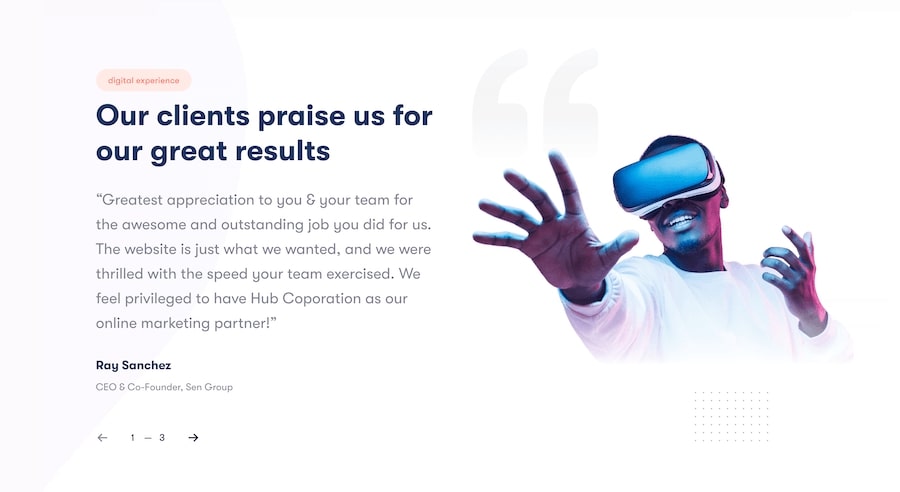 digital experience
Our clients praise us for
our great results
“Greatest appreciation to you & your team for
the awesome and outstanding job you did for us.
The website is just what we wanted, and we were
thrilled with the speed your team exercised. We
feel privileged to have Hub Coporation as our
online marketing partner!”
Ray Sanchez
CEO & Co-Founder, Sen Group
← 1 — 3 →